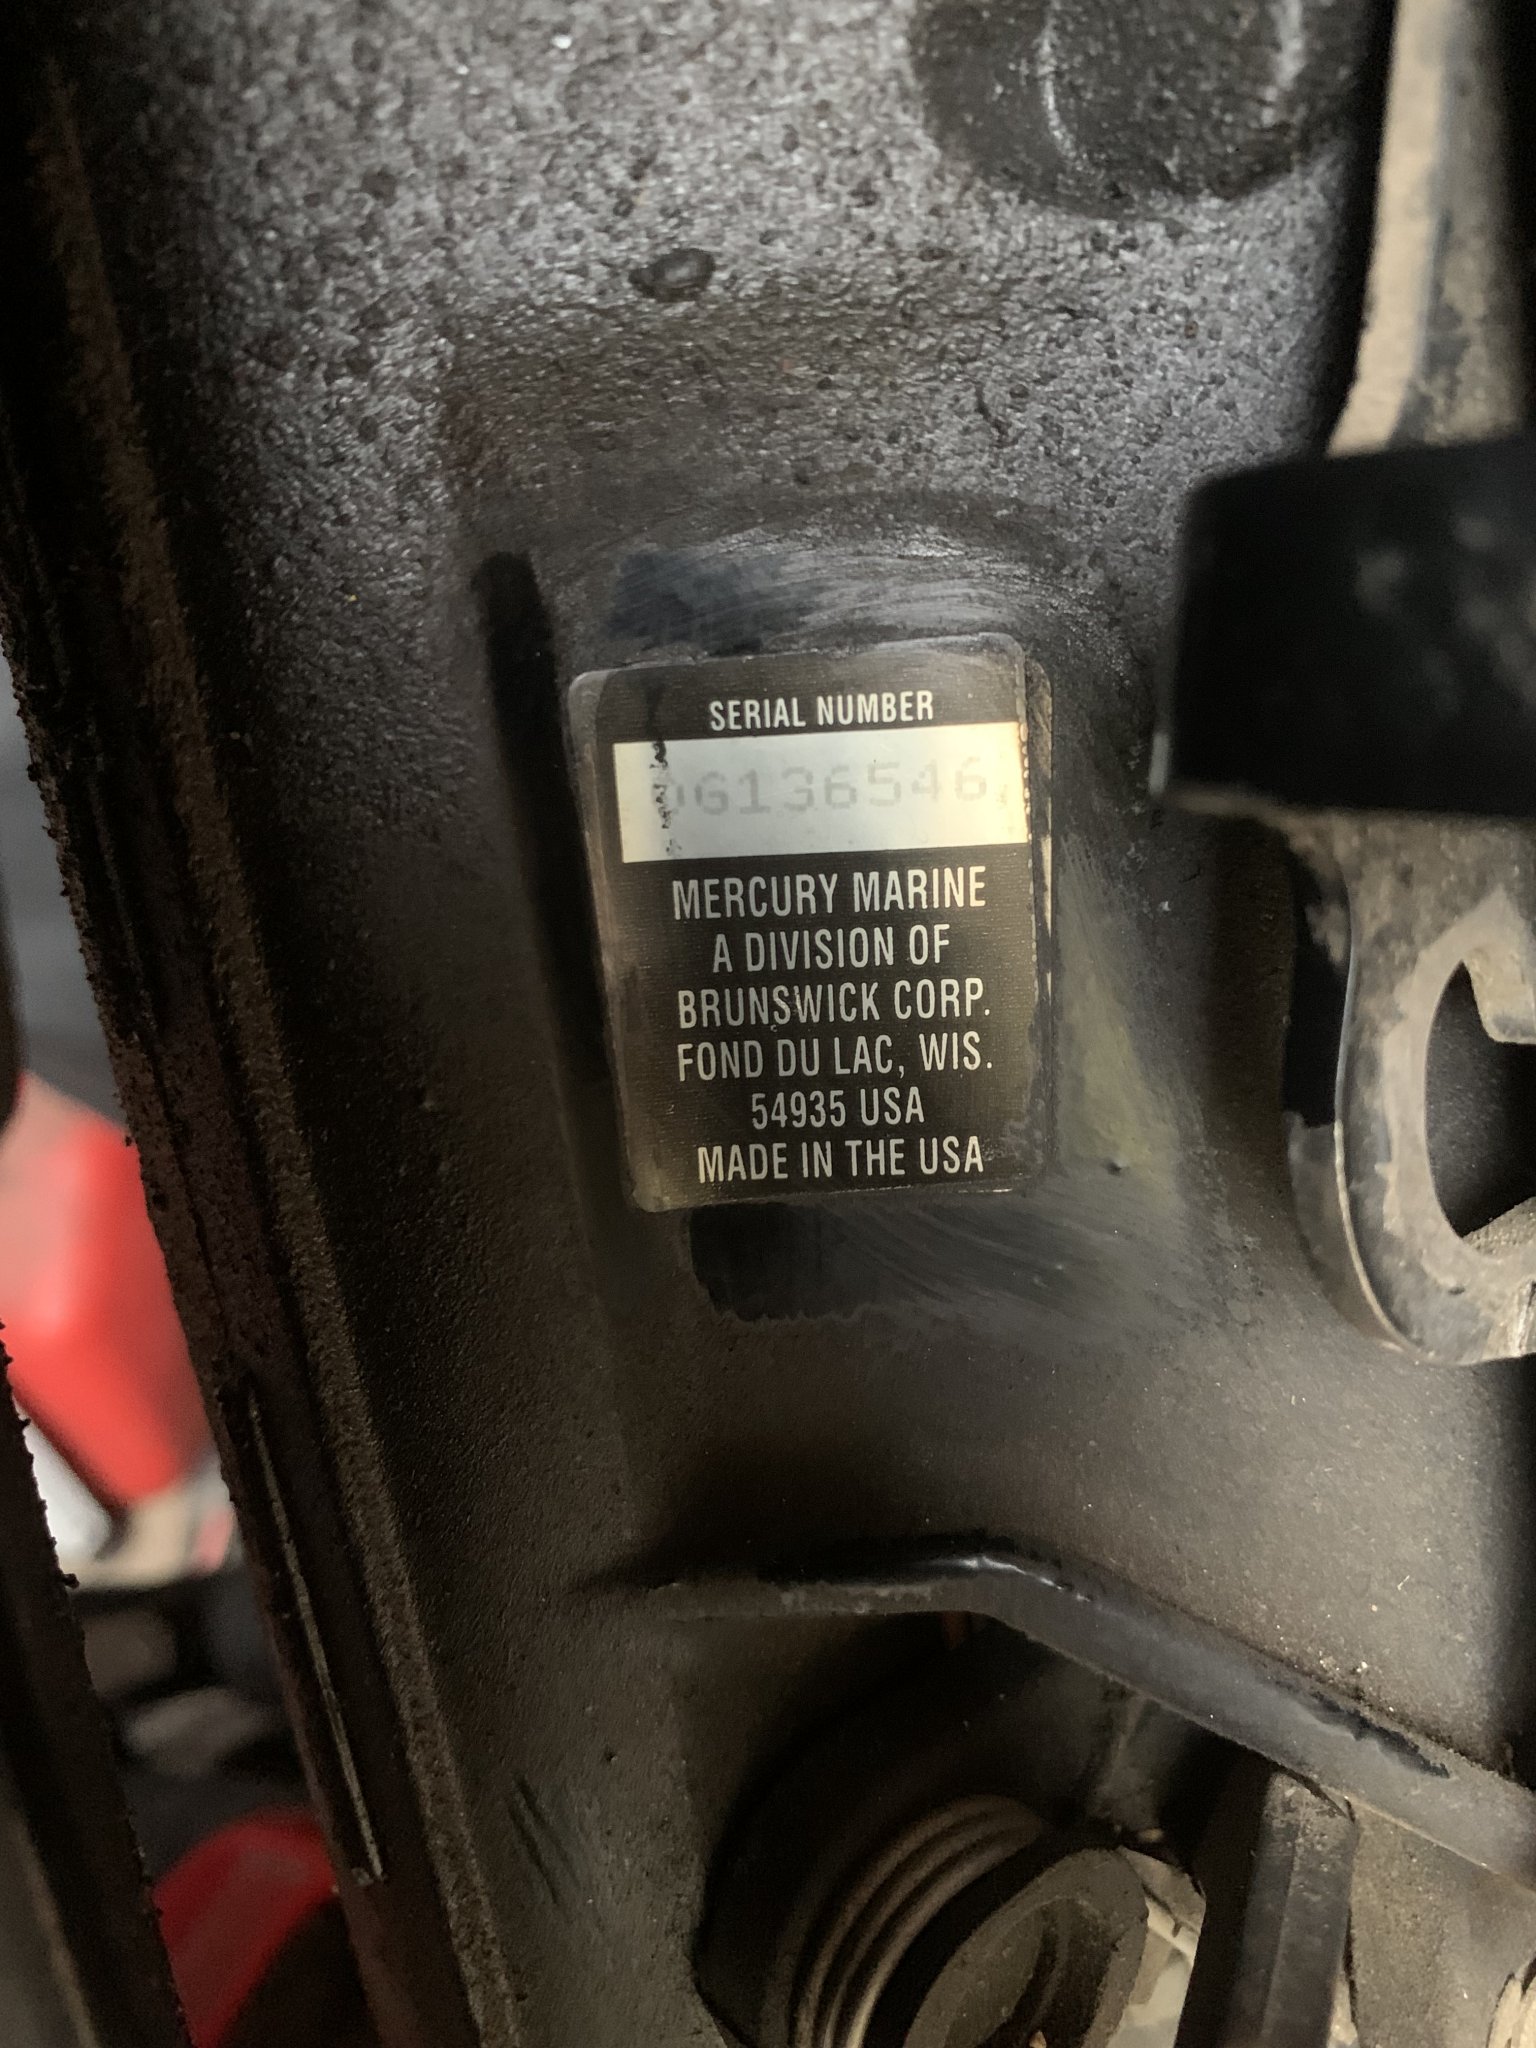 SERIAL NUMBER
0G136546
MERCURY MARINE
A DIVISION OF
BRUNSWICK CORP.
FOND DU LAC, WIS.
54935 USA
MADE IN THE USA